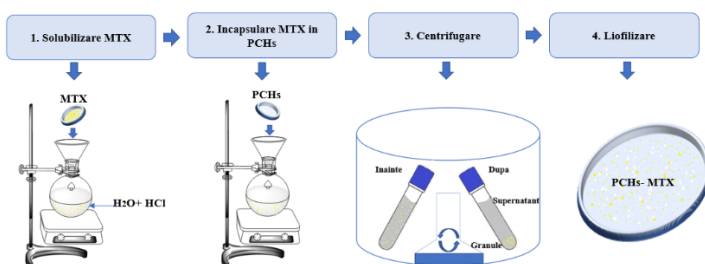 1. Solubilizare MTX
2. Incapsulare MTX in
PCHs
3. Centrifugare
4. Liofilizare
MTX
H2O+ HCl
PCHs
Inainte
Dupa
Supernatant
Granule
PCHs- MTX